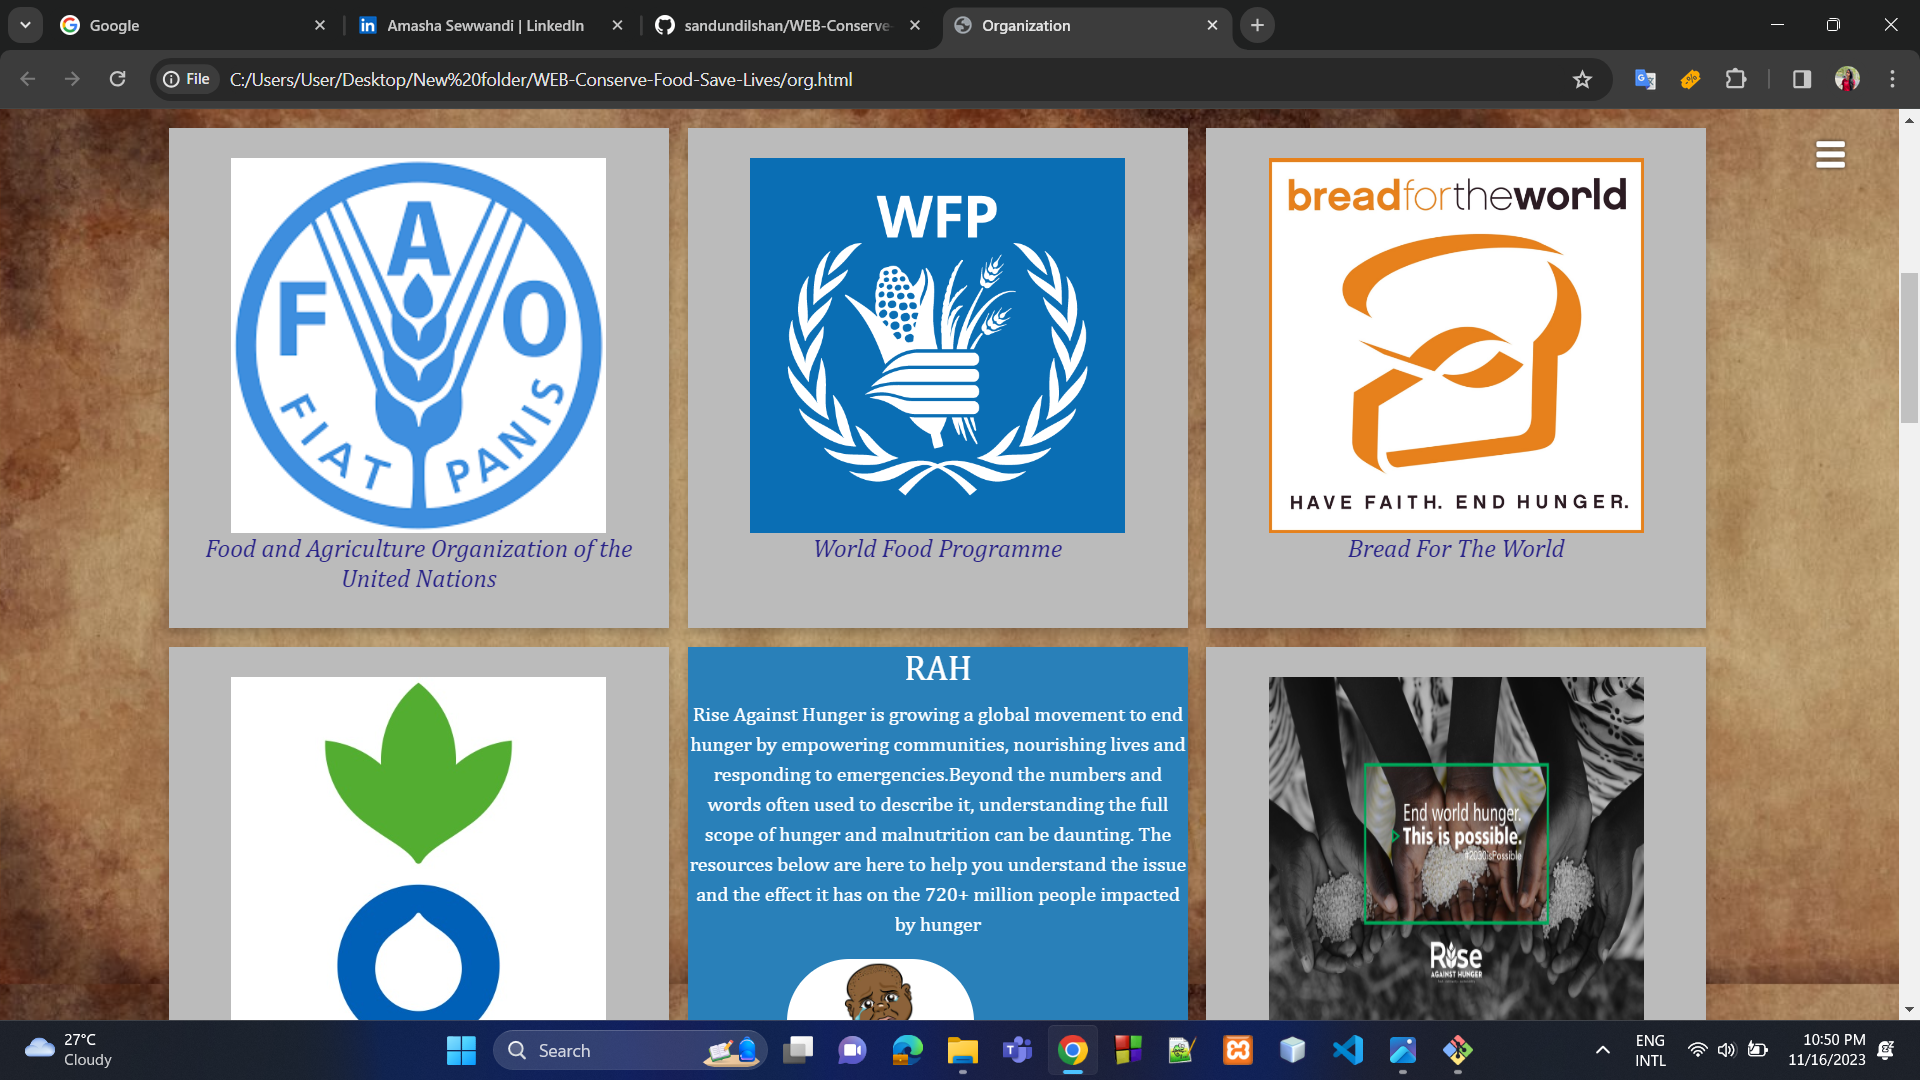 Google
Amasha Sewwandi | LinkedIn
sandundilshan/WEB-Conserve-
Organization
File
C:/Users/User/Desktop/New%20folder/WEB-Conserve-Food-Save-Lives/org.html
F A O
FIAT PANIS
Food and Agriculture Organization of the
United Nations
WFP
World Food Programme
breadfortheworld
HAVE FAITH. END HUNGER.
Bread For The World
RAH
Rise Against Hunger is growing a global movement to end
hunger by empowering communities, nourishing lives and
responding to emergencies.Beyond the numbers and
words often used to describe it, understanding the full
scope of hunger and malnutrition can be daunting. The
resources below are here to help you understand the issue
and the effect it has on the 720+ million people impacted
by hunger
End world hunger.
This is possible.
#2030isPossible
Rise
AGAINST HUNGER
27°C
Cloudy
Search
ENG
INTL
10:50 PM
11/16/2023